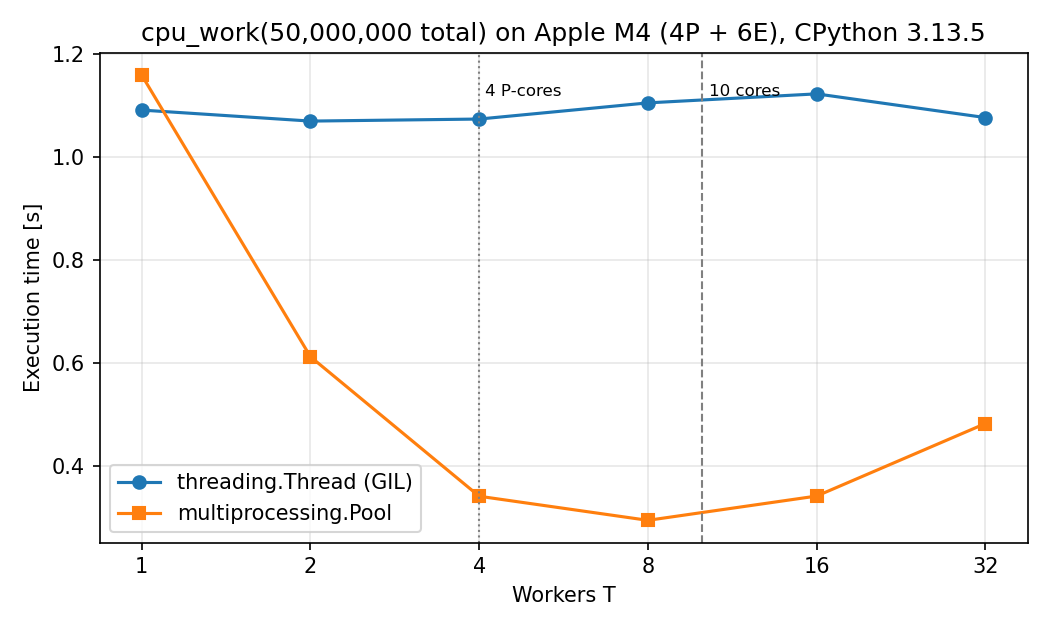 cpu_work(50,000,000 total) on Apple M4 (4P + 6E), CPython 3.13.5
1.2
1.0
0.8
0.6
0.4
Execution time [s]
4 P-cores
10 cores
threading.Thread (GIL)
multiprocessing.Pool
1 2 4 8 16 32
Workers T